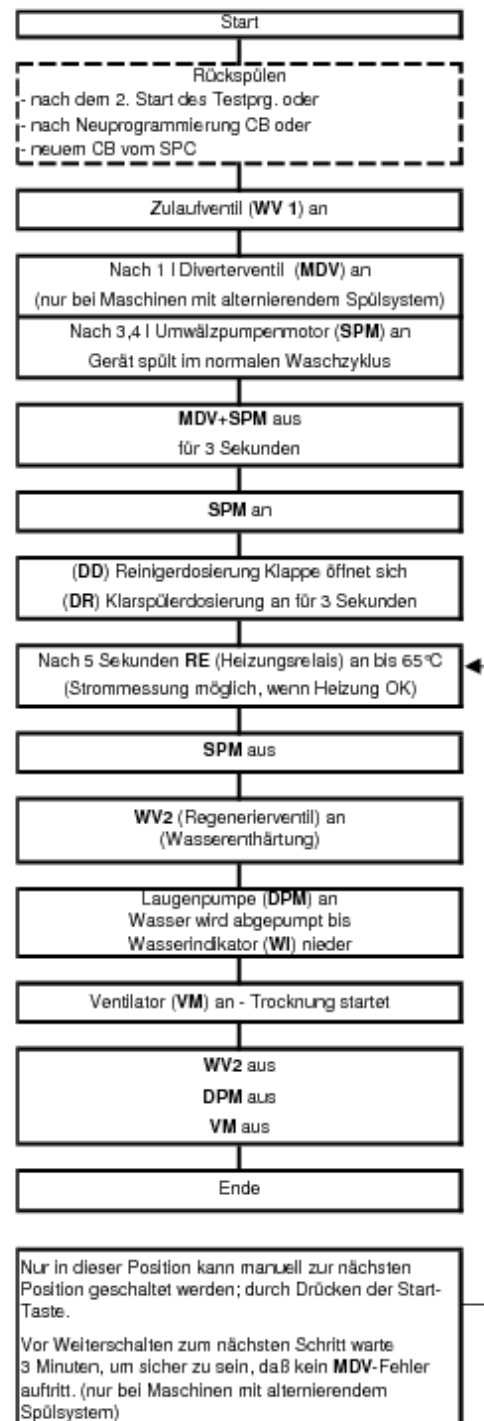 Start
Rückspülen
- nach dem 2. Start des Testprg. oder
- nach Neuprogrammierung CB oder
- neuem CB vom SPC
Zulaufventil (WV 1) an
Nach 1 l Diverterventil (MDV) an
(nur bei Maschinen mit alternierendem Spülsystem)
Nach 3,4 l Umwälzpumpenmotor (SPM) an
Gerät spült im normalen Waschzyklus
MDV+SPM aus
für 3 Sekunden
SPM an
(DD) Reinigerdosierung Klappe öffnet sich
(DR) Klarspülerdosierung an für 3 Sekunden
Nach 5 Sekunden RE (Heizungsrelais) an bis 65°C
(Strommessung möglich, wenn Heizung OK)
SPM aus
WV2 (Regenerierventil) an
(Wasserenthärtung)
Laugenpumpe (DPM) an
Wasser wird abgepumpt bis
Wasserindikator (WI) nieder
Ventilator (VM) an - Trocknung startet
WV2 aus
DPM aus
VM aus
Ende
Nur in dieser Position kann manuell zur nächsten
Position geschaltet werden; durch Drücken der Start-
Taste.
Vor Weiterschalten zum nächsten Schritt warte
3 Minuten, um sicher zu sein, daß kein MDV-Fehler
auftritt. (nur bei Maschinen mit alternierendem
Spülsystem)